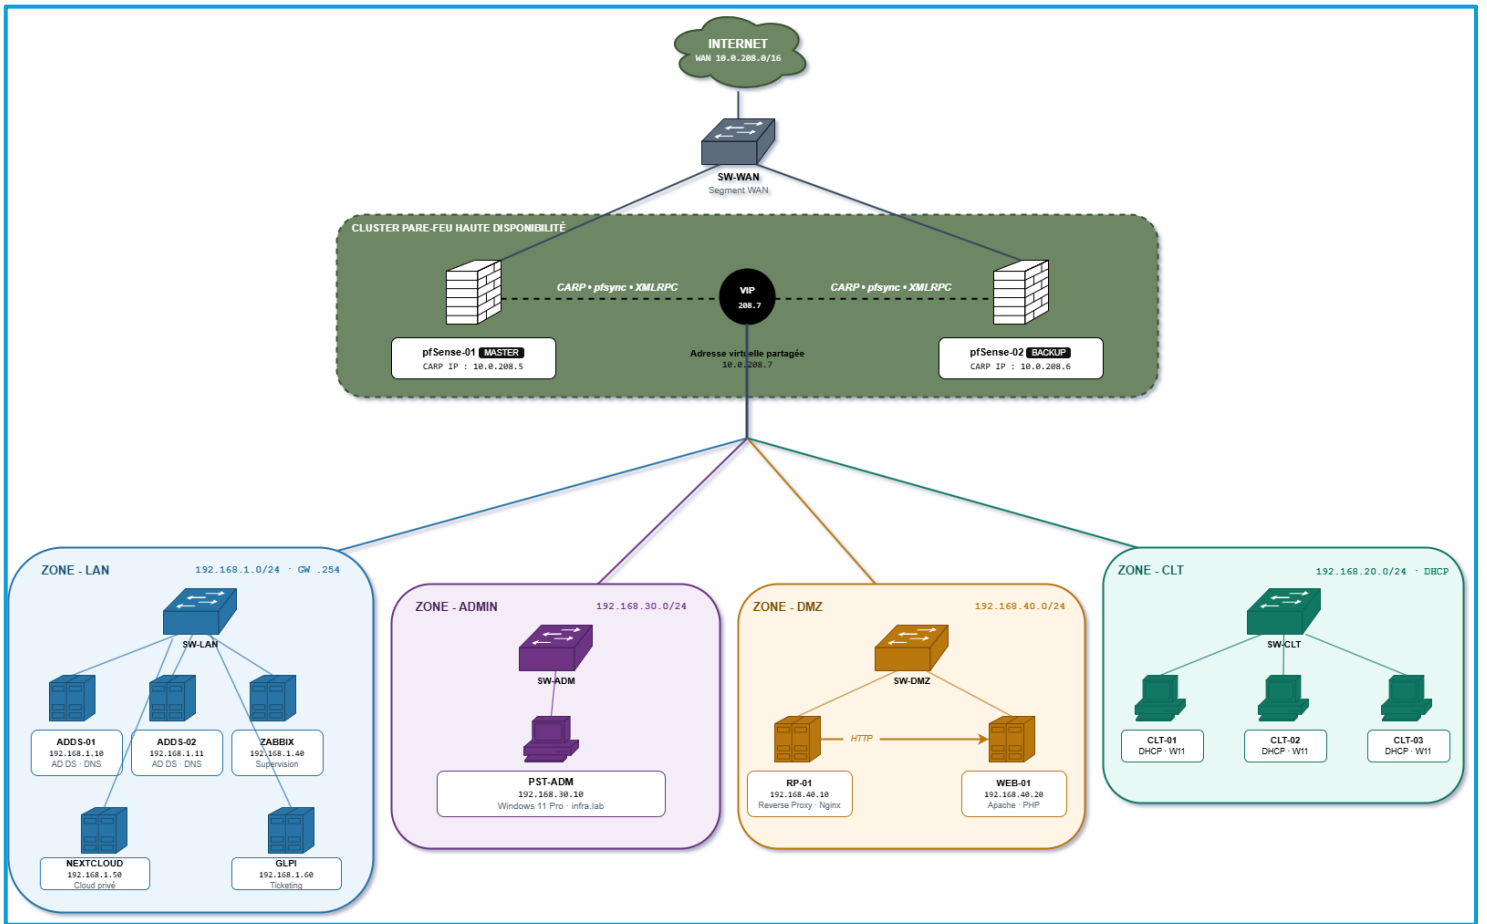 INTERNET
WAN 10.0.208.0/16
SW-WAN
Segment WAN
CLUSTER PARE-FEU HAUTE DISPONIBILITÉ
CARP • pfsync • XMLRPC
VIP
208.7
CARP • pfsync • XMLRPC
pfSense-01 MASTER
CARP IP : 10.0.208.5
Adresse virtuelle partagée
10.0.208.7
pfSense-02 BACKUP
CARP IP : 10.0.208.6
ZONE - LAN
192.168.1.0/24 · GW .254
SW-LAN
ADDS-01
192.168.1.10
AD DS · DNS
ADDS-02
192.168.1.11
AD DS · DNS
ZABBIX
192.168.1.40
Supervision
NEXTCLOUD
192.168.1.50
Cloud privé
GLPI
192.168.1.60
Ticketing
ZONE - ADMIN
192.168.30.0/24
SW-ADM
PST-ADM
192.168.30.10
Windows 11 Pro · infra.lab
ZONE - DMZ
192.168.40.0/24
SW-DMZ
HTTP
RP-01
192.168.40.10
Reverse Proxy · Nginx
WEB-01
192.168.40.20
Apache · PHP
ZONE - CLT
192.168.20.0/24 · DHCP
SW-CLT
CLT-01
DHCP · W11
CLT-02
DHCP · W11
CLT-03
DHCP · W11